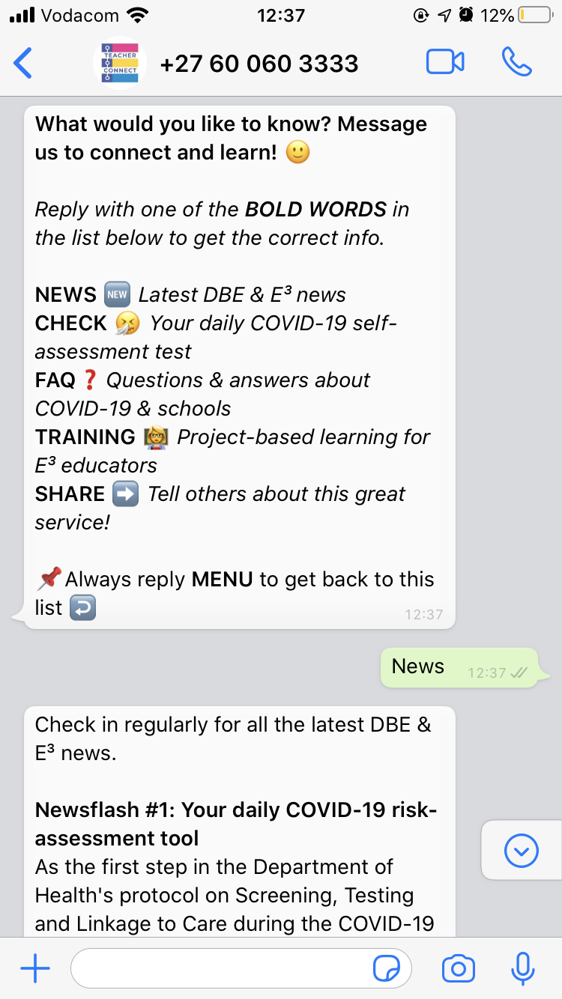 Vodacom 12:37 12%
TEACHER
CONNECT
+27 60 060 3333
What would you like to know? Message
us to connect and learn! 🙂
Reply with one of the BOLD WORDS in
the list below to get the correct info.
NEWS 🆕 Latest DBE & E³ news
CHECK 🤧 Your daily COVID-19 self-
assessment test
FAQ ❓ Questions & answers about
COVID-19 & schools
TRAINING 👩‍🏫 Project-based learning for
E³ educators
SHARE ➡️ Tell others about this great
service!
📌Always reply MENU to get back to this
list ↩️ 12:37
News 12:37
Check in regularly for all the latest DBE &
E³ news.
Newsflash #1: Your daily COVID-19 risk-
assessment tool
As the first step in the Department of
Health's protocol on Screening, Testing
and Linkage to Care during the COVID-19